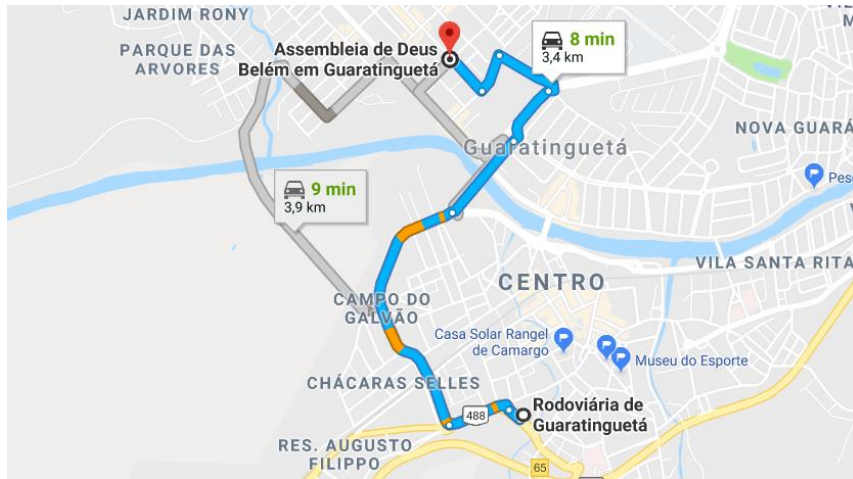 JARDIM RONY
PARQUE DAS
ARVORES
Assembleia de Deus
Belém em Guaratinguetá
8 min
3,4 km
Guaratinguetá
NOVA GUARÁ
Pesc
9 min
3,9 km
VILA SANTA RITA
CENTRO
CAMPO DO
GALVÃO
Casa Solar Rangel
de Camargo
Museu do Esporte
CHÁCARAS SELLES
488
Rodoviária de
Guaratinguetá
RES. AUGUSTO
FILIPPO
65